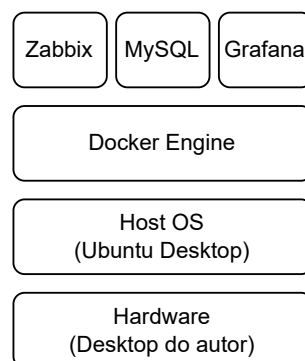 Zabbix MySQL Grafana
Docker Engine
Host OS
(Ubuntu Desktop)
Hardware
(Desktop do autor)